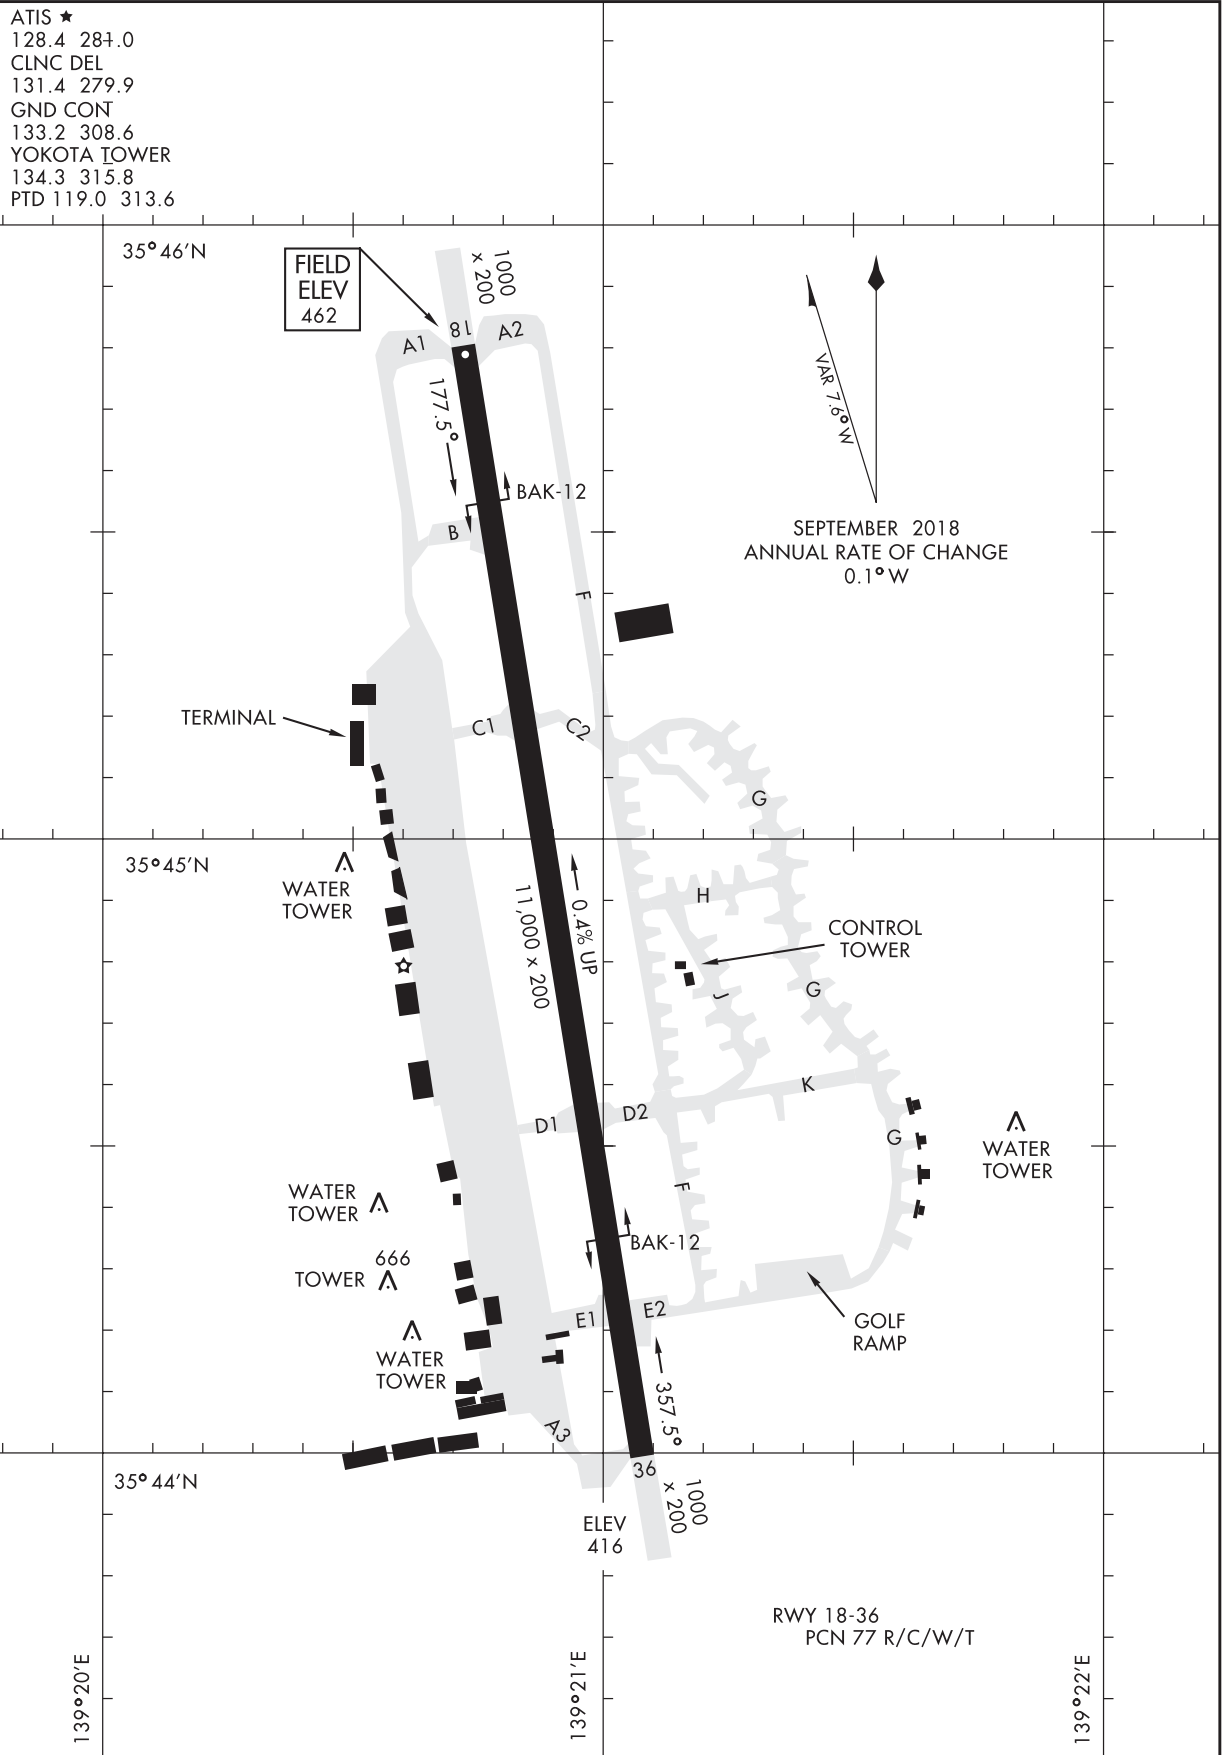 ATIS
128.4 281.0
CLNC DEL
131.4 279.9
GND CONT
133.2 308.6
YOKOTA TOWER
134.3 315.8
PTD 119.0 313.6
35°46'N
FIELD
ELEV
462
1000
x 200
18
A1
A2
177.5°
VAR 7.6° W
BAK-12
B
SEPTEMBER 2018
ANNUAL RATE OF CHANGE
0.1° W
F
TERMINAL
C1
C2
G
35°45'N
WATER
TOWER
11,000 x 200
0.4% UP
H
CONTROL
TOWER
J
G
K
D1
D2
G
WATER
TOWER
F
WATER
TOWER
BAK-12
666
TOWER
E1
E2
GOLF
RAMP
WATER
TOWER
357.5°
A3
36
35°44'N
1000
x 200
ELEV
416
RWY 18-36
PCN 77 R/C/W/T
139°20'E
139°21'E
139°22'E